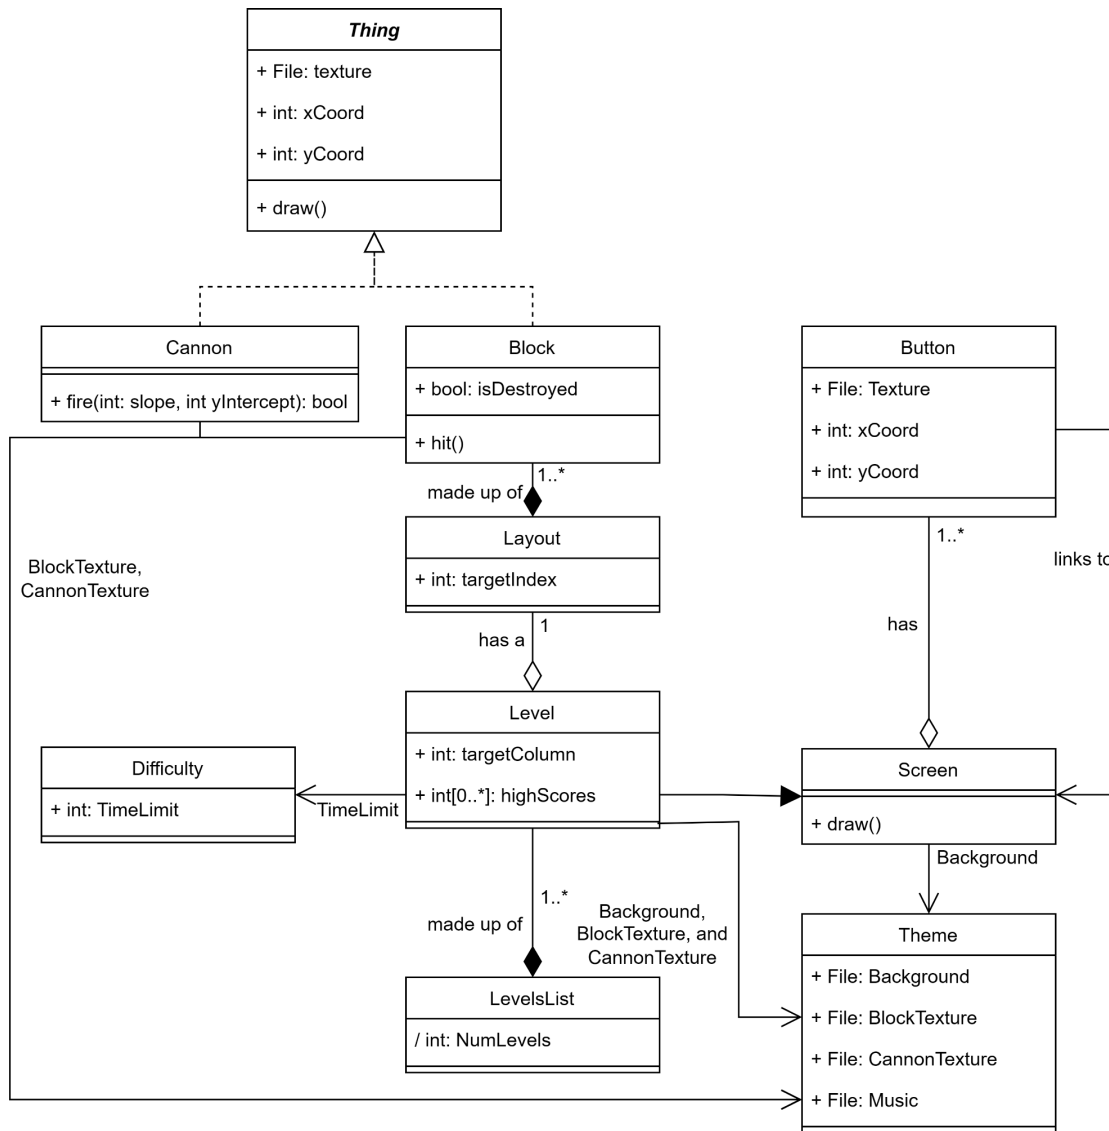 Thing
+ File: texture
+ int: xCoord
+ int: yCoord
+ draw()
Cannon
+ fire(int: slope, int yIntercept): bool
Block
+ bool: isDestroyed
+ hit()
Button
+ File: Texture
+ int: xCoord
+ int: yCoord
1..*
made up of
Layout
+ int: targetIndex
1..*
links to
BlockTexture,
CannonTexture
has a
1
has
Level
+ int: targetColumn
+ int[0..*]: highScores
Difficulty
+ int: TimeLimit
TimeLimit
Screen
+ draw()
Background
1..*
made up of
Background,
BlockTexture, and
CannonTexture
LevelsList
/ int: NumLevels
Theme
+ File: Background
+ File: BlockTexture
+ File: CannonTexture
+ File: Music